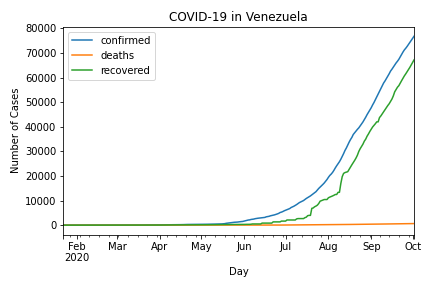 COVID-19 in Venezuela
confirmed
deaths
recovered
Number of Cases
80000
70000
60000
50000
40000
30000
20000
10000
0
Feb Mar Apr May Jun Jul Aug Sep Oct
2020
Day